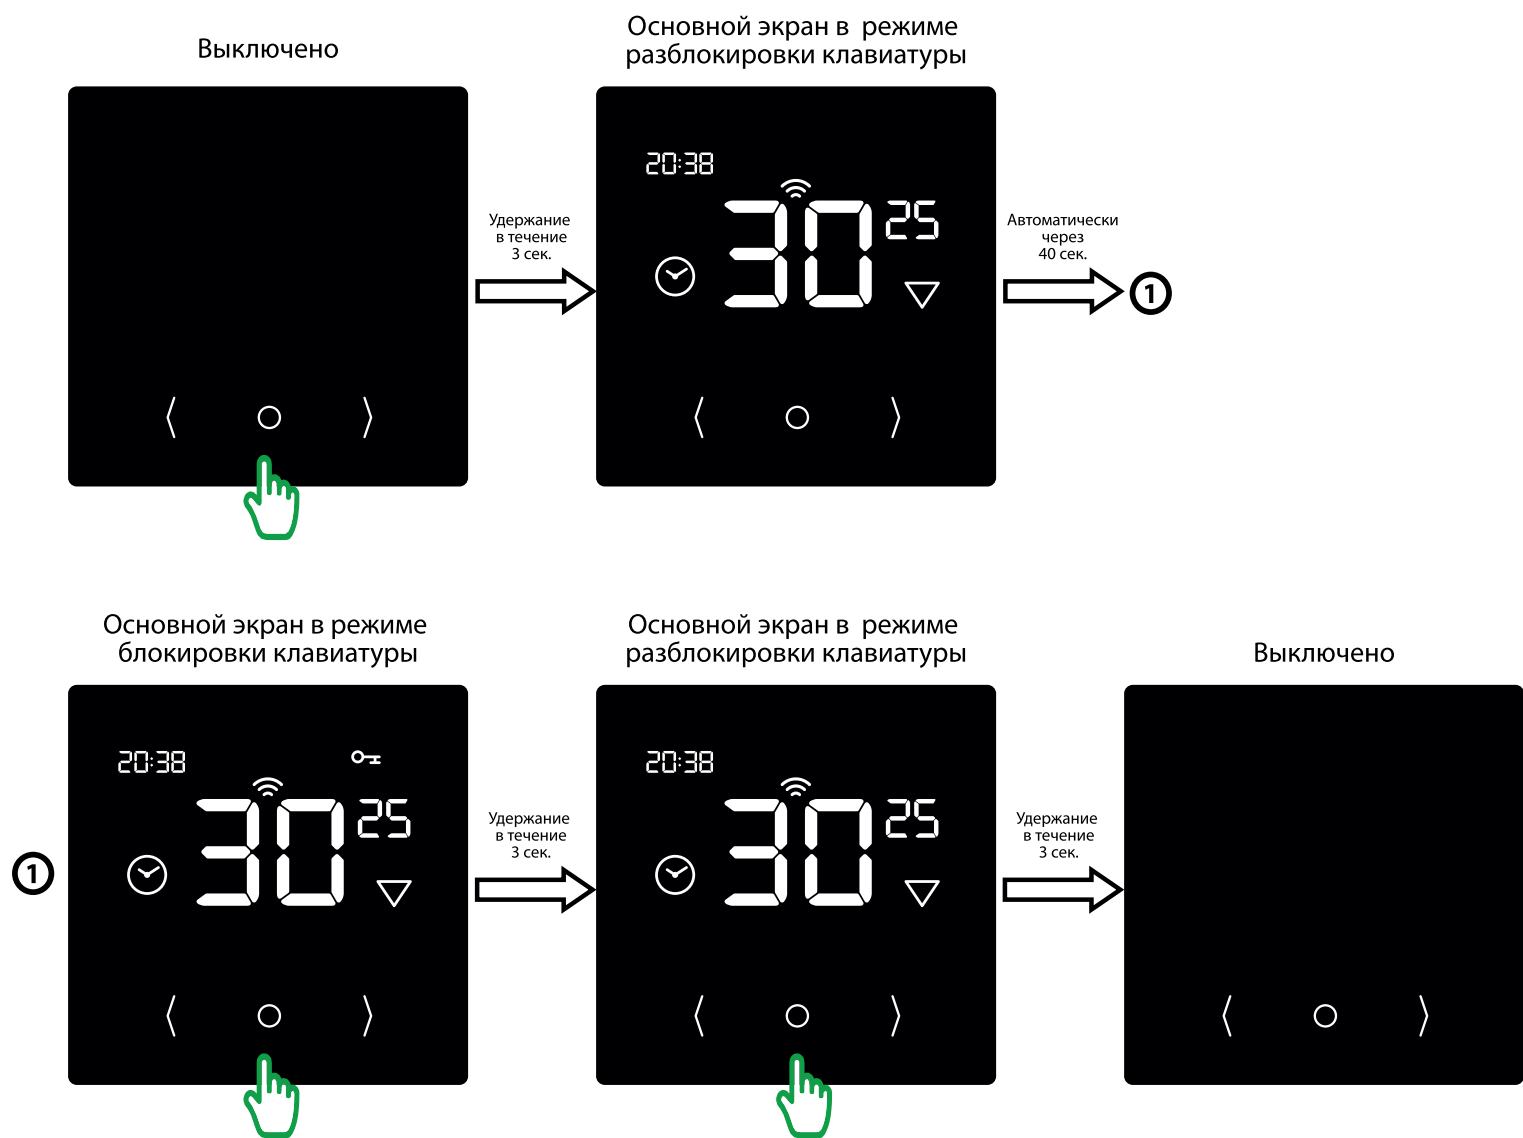 Выключено
Основной экран в режиме
разблокировки клавиатуры
20:38
30
25
Удержание
в течение
3 сек.
Автоматически
через
40 сек.
1
Основной экран в режиме
блокировки клавиатуры
Основной экран в режиме
разблокировки клавиатуры
Выключено
1
20:38
30
25
Удержание
в течение
3 сек.
20:38
30
25
Удержание
в течение
3 сек.